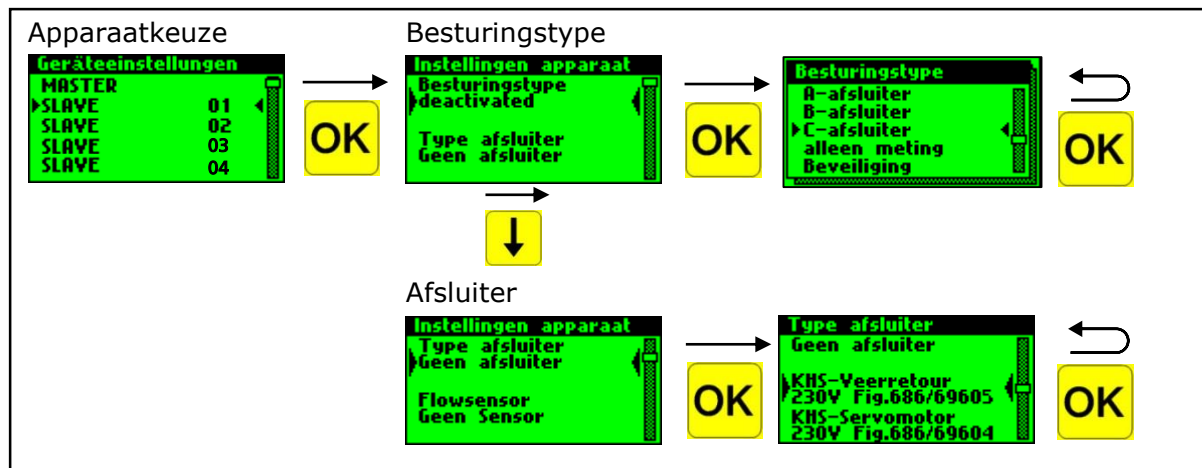 Apparaatkeuze
Geräteeinstellungen
MASTER
SLAVE 01
SLAVE 02
SLAVE 03
SLAVE 04
OK
Besturingstype
Instellingen apparaat
Besturingstype
deactivated
Type afsluiter
Geen afsluiter
OK
Besturingstype
A-afsluiter
B-afsluiter
C-afsluiter
alleen meting
Beveiliging
OK
Afsluiter
Instellingen apparaat
Type afsluiter
Geen afsluiter
Flowsensor
Geen Sensor
OK
Type afsluiter
Geen afsluiter
KHS-Veerretour
230V Fig.686/69605
KHS-Servomotor
230V Fig.686/69604
OK